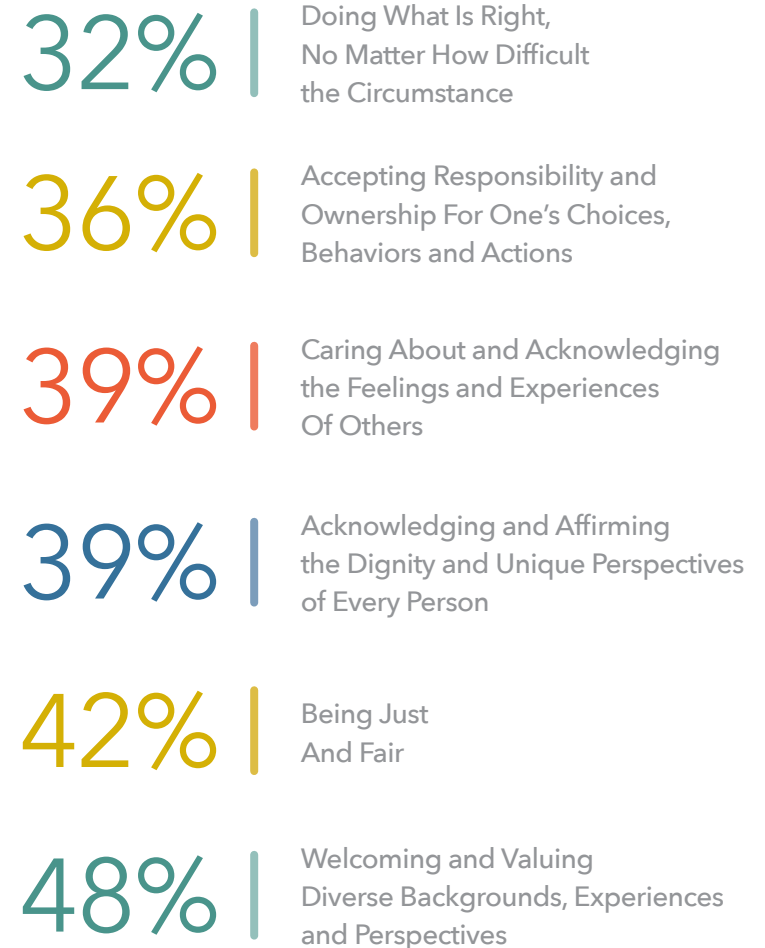 32%
Doing What Is Right,
No Matter How Difficult
the Circumstance
36%
Accepting Responsibility and
Ownership For One's Choices,
Behaviors and Actions
39%
Caring About and Acknowledging
the Feelings and Experiences
Of Others
39%
Acknowledging and Affirming
the Dignity and Unique Perspectives
of Every Person
42%
Being Just
And Fair
48%
Welcoming and Valuing
Diverse Backgrounds, Experiences
and Perspectives